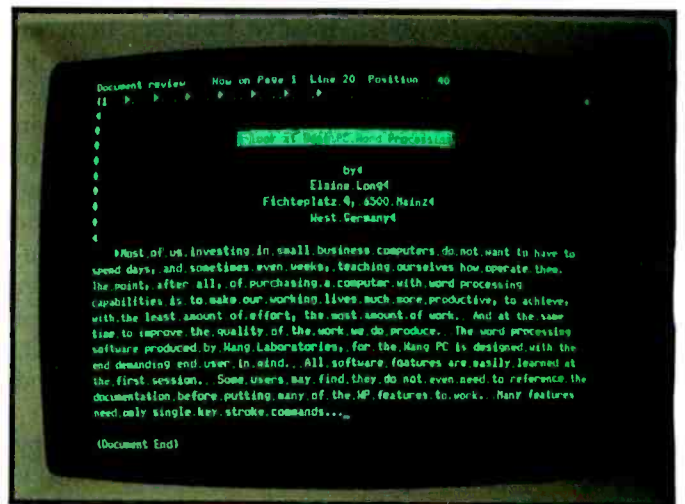 Document review Now on Page 1 Line 20 Position 40
Look at Wang PC Word Processing
by
Elaine.Long
Fichteplatz.4,.6500.Mainz
West.Germany
Most.of.us.investing.in.small.business.computers.do.not.want.to.have.to
spend.days,.and.sometimes.even.weeks,.teaching.ourselves.how.operate.them.
The.point,.after.all,.of.purchasing.a.computer.with.word.processing
capabilities.is.to.make.our.working.lives.much.more.productive,.to.achieve,
with.the.least.amount.of.effort,.the.most.amount.of.work..And.at.the.same
time.to.improve.the.quality.of.the.work.we.do.produce...The.word.processing
software.produced.by.Wang.Laboratories,.for.the.Wang.PC.is.designed.with.the
end.demanding.end.user.in.mind...All.software.features.are.easily.learned.at
the.first.session...Some.users.may.find.they.do.not.even.need.to.reference.the
documentation.before.putting.many.of.the.WP.features.to.work...Many.features
need.only.single.key.stroke.commands..._
(Document End)